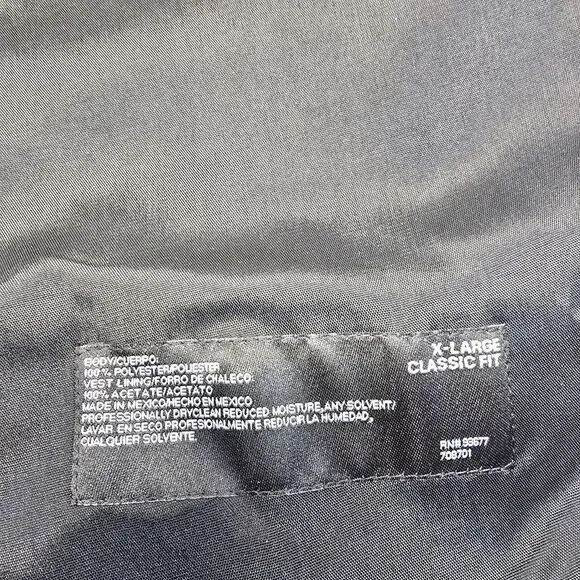 X-LARGE
CLASSIC FIT
BODY/CUERPO:
100% POLYESTER/POLIESTER
VEST LINING/FORRO DE CHALECO:
100% ACETATE/ACETATO
MADE IN MEXICO/HECHO EN MEXICO
PROFESSIONALLY DRYCLEAN REDUCED MOISTURE, ANY SOLVENT/
LAVAR EN SECO PROFESIONALMENTE REDUCIR LA HUMEDAD,
CUALQUIER SOLVENTE.
RN# 93677
708701